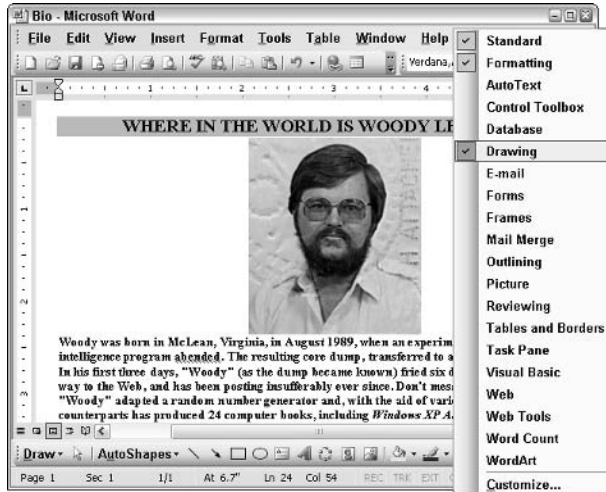 Bio - Microsoft Word
File Edit View Insert Format Tools Table Window Help
Verdana,
1 2 3 4
WHERE IN THE WORLD IS WOODY LE
Woody was born in McLean, Virginia, in August 1989, when an experim
intelligence program abended. The resulting core dump, transferred to a
In his first three days, "Woody" (as the dump became known) fried six d
way to the Web, and has been posting insufferably ever since. Don't mes
"Woody" adapted a random number generator and, with the aid of vari
counterparts has produced 24 computer books, including Windows XP A
Draw AutoShapes
Page 1 Sec 1 1/1 At 6.7" Ln 24 Col 54 REC TRK EXT
Standard
Formatting
AutoText
Control Toolbox
Database
Drawing
E-mail
Forms
Frames
Mail Merge
Outlining
Picture
Reviewing
Tables and Borders
Task Pane
Visual Basic
Web
Web Tools
Word Count
WordArt
Customize...